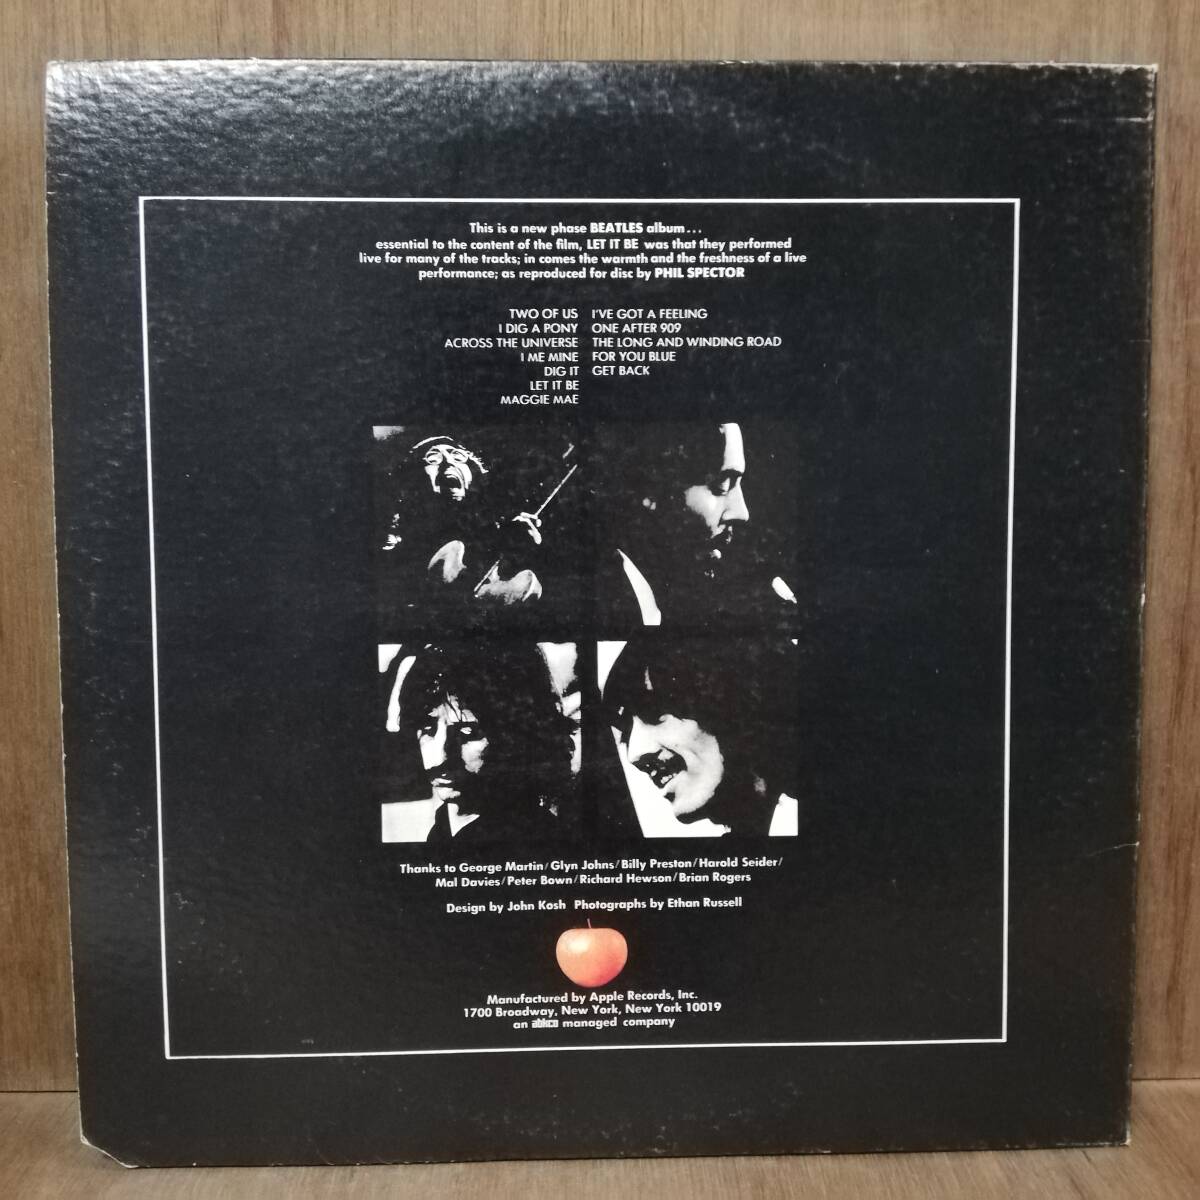 This is a new phase BEATLES album...
essential to the content of the film, LET IT BE was that they performed
live for many of the tracks; in comes the warmth and the freshness of a live
performance; as reproduced for disc by PHIL SPECTOR
TWO OF US
I DIG A PONY
ACROSS THE UNIVERSE
I ME MINE
DIG IT
LET IT BE
MAGGIE MAE
I'VE GOT A FEELING
ONE AFTER 909
THE LONG AND WINDING ROAD
FOR YOU BLUE
GET BACK
Thanks to George Martin/Glyn Johns/Billy Preston/Harold Seider/
Mal Davies/Peter Bown/Richard Hewson/Brian Rogers
Design by John Kosh Photographs by Ethan Russell
Manufactured by Apple Records, Inc.
1700 Broadway, New York, New York 10019
an abkco managed company